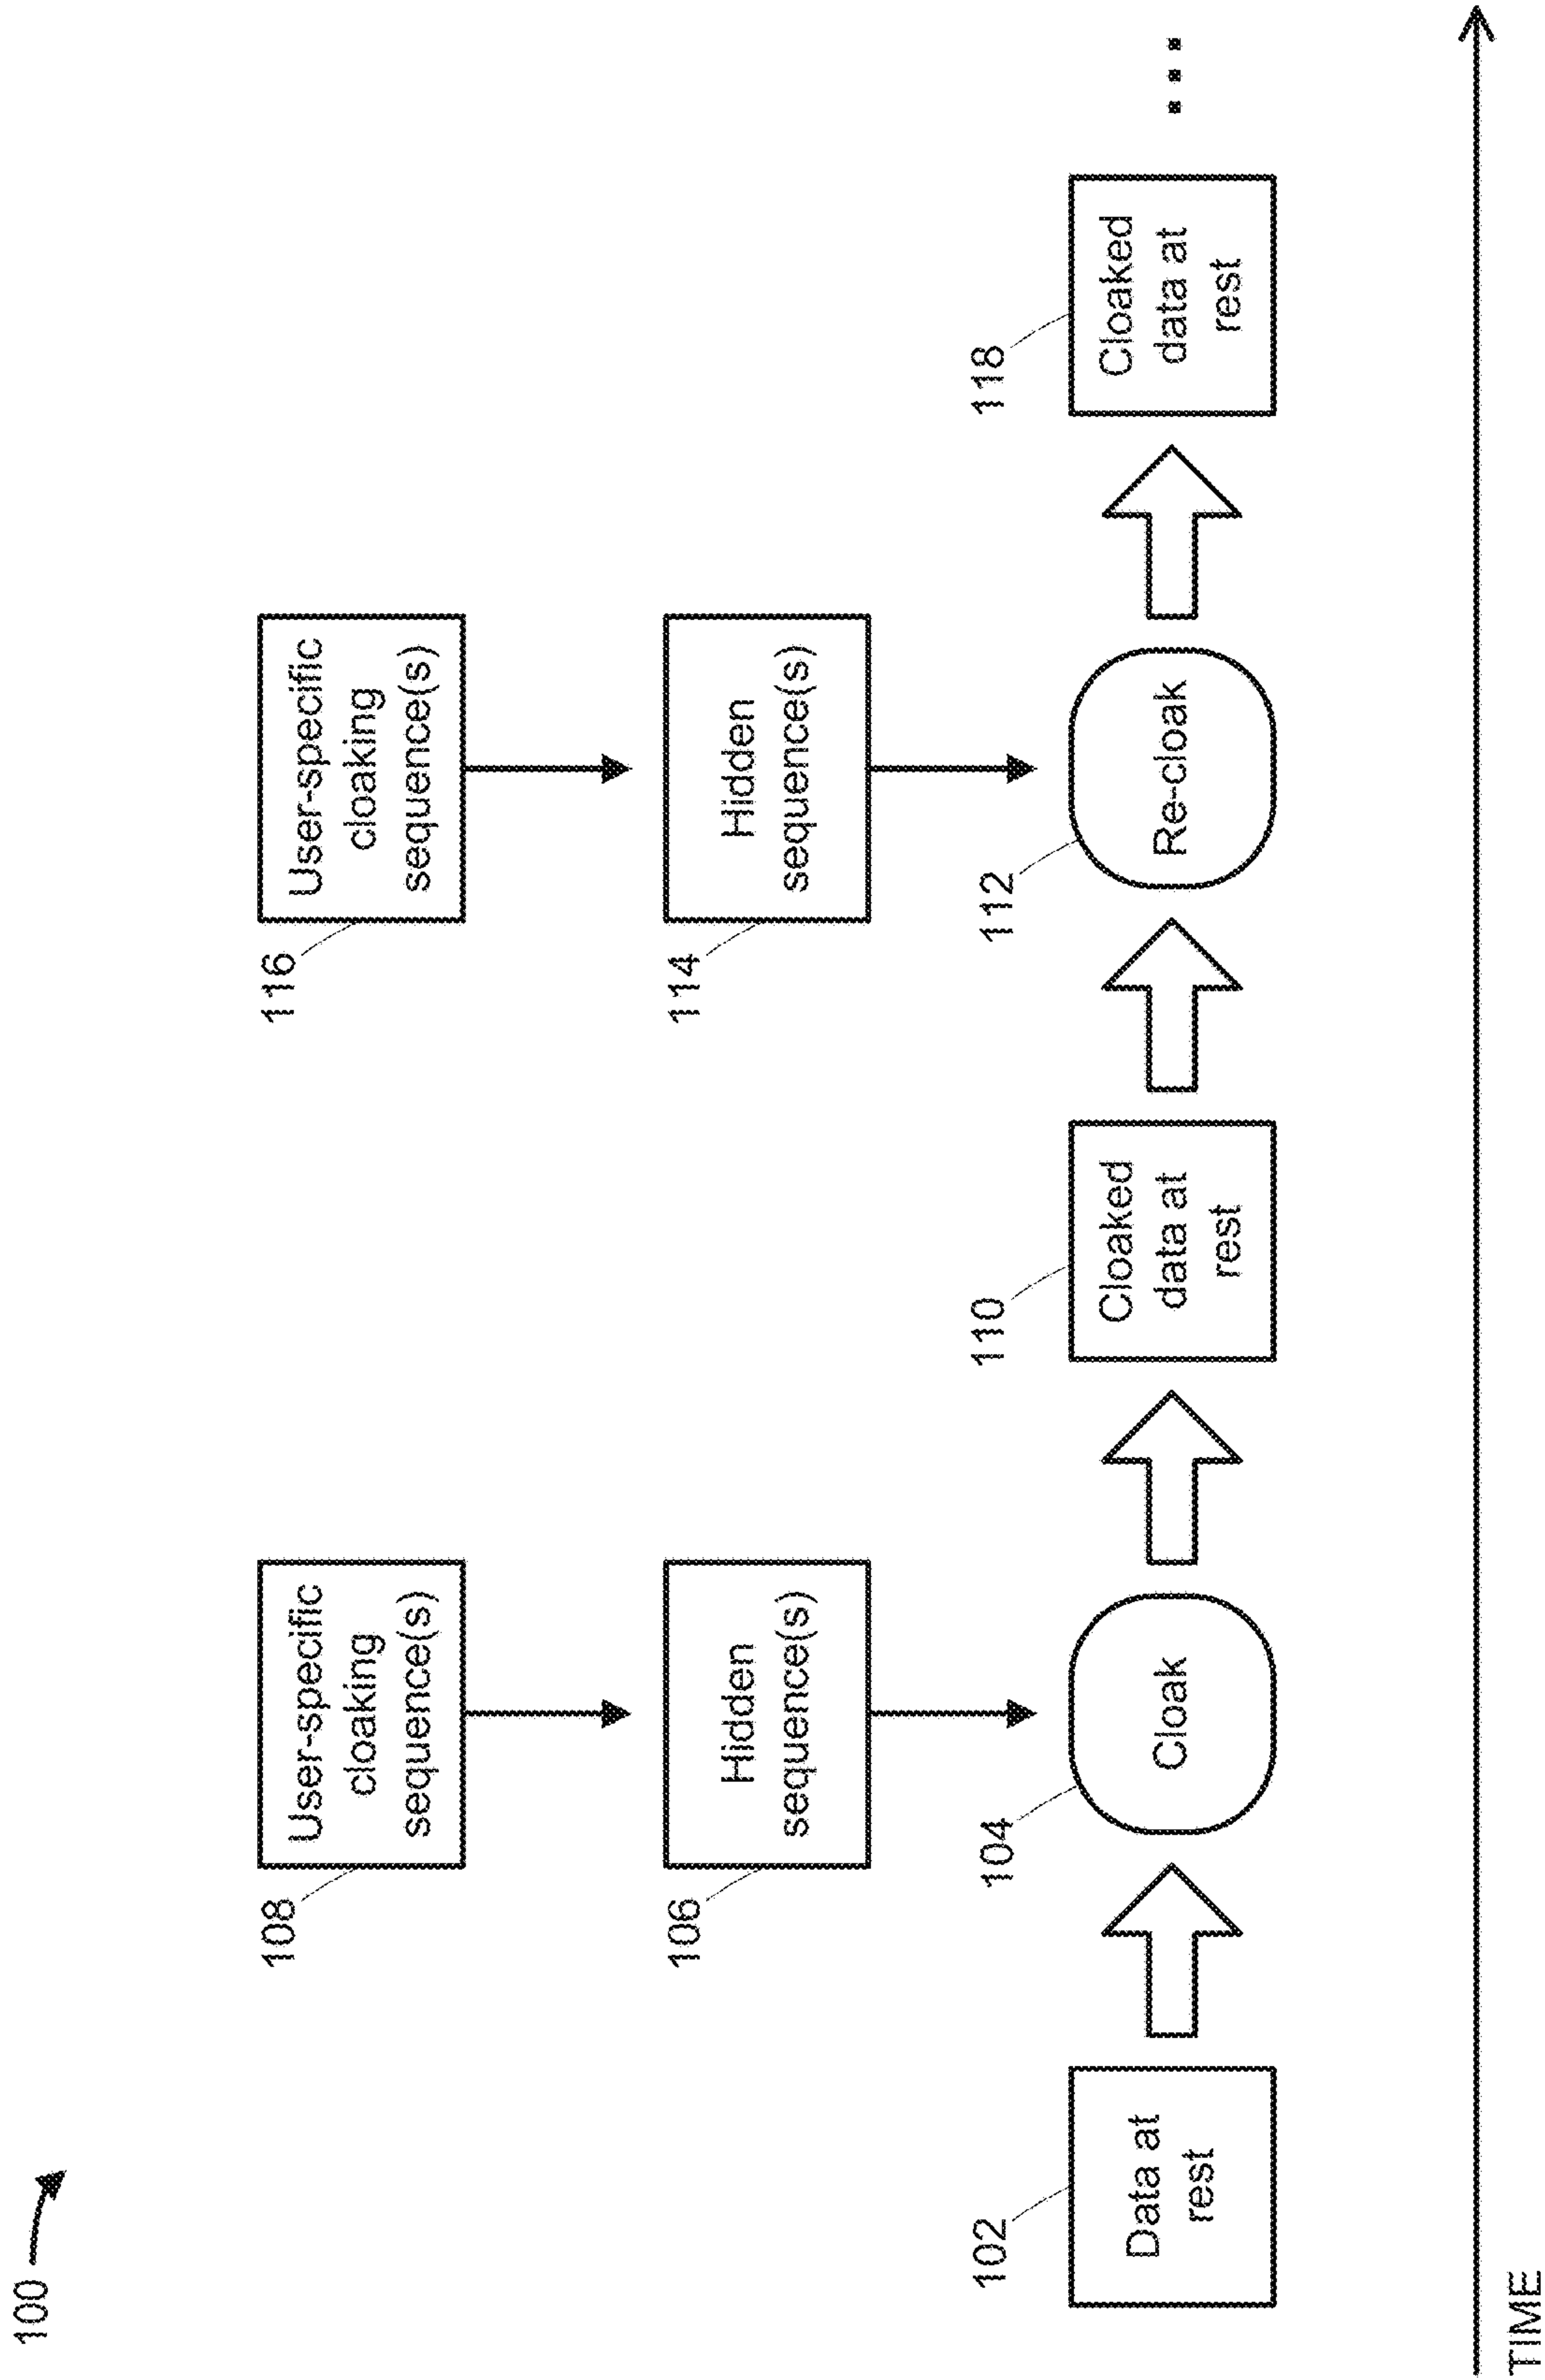 100
108
User-specific
cloaking
sequence(s)
116
User-specific
cloaking
sequence(s)
106
Hidden
sequence(s)
114
Hidden
sequence(s)
102
Data at
rest
104
Cloak
110
Cloaked
data at
rest
112
Re-cloak
118
Cloaked
data at
rest
...
TIME